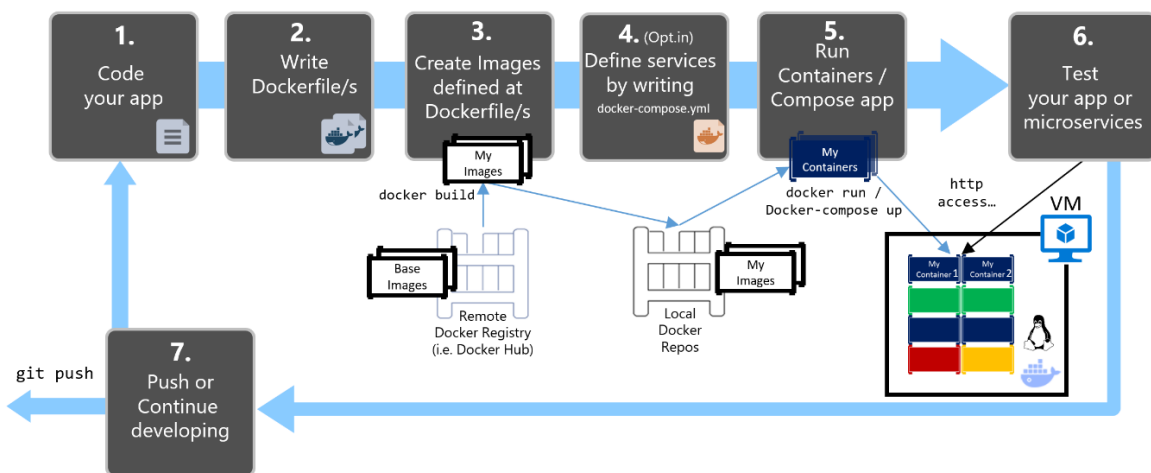 1.
Code
your app
2.
Write
Dockerfile/s
3.
Create Images
defined at
Dockerfile/s
My
Images
4. (Opt.in)
Define services
by writing
docker-compose.yml
5.
Run
Containers /
Compose app
My
Containers
6.
Test
your app or
microservices
docker build
docker run /
Docker-compose up
http
access…
VM
Base
Images
Remote
Docker Registry
(i.e. Docker Hub)
My
Images
Local
Docker
Repos
My
Container 1
My
Container 2
7.
Push or
Continue
developing
git push